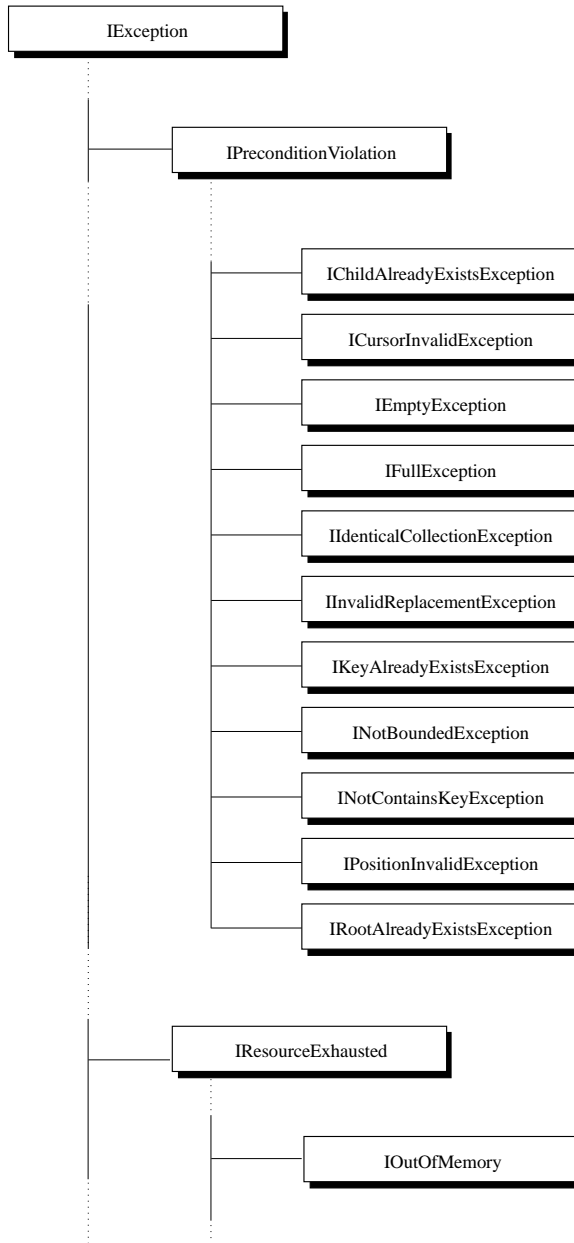 IException
IPreconditionViolation
IChildAlreadyExistsException
ICursorInvalidException
IEmptyException
IFullException
IIdenticalCollectionException
IInvalidReplacementException
IKeyAlreadyExistsException
INotBoundedException
INotContainsKeyException
IPositionInvalidException
IRootAlreadyExistsException
IResourceExhausted
IOutOfMemory